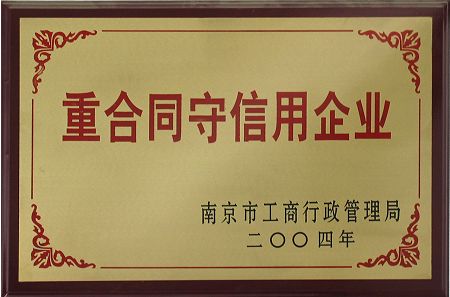 重合同守信用企业
南京市工商行政管理局
二〇〇四年